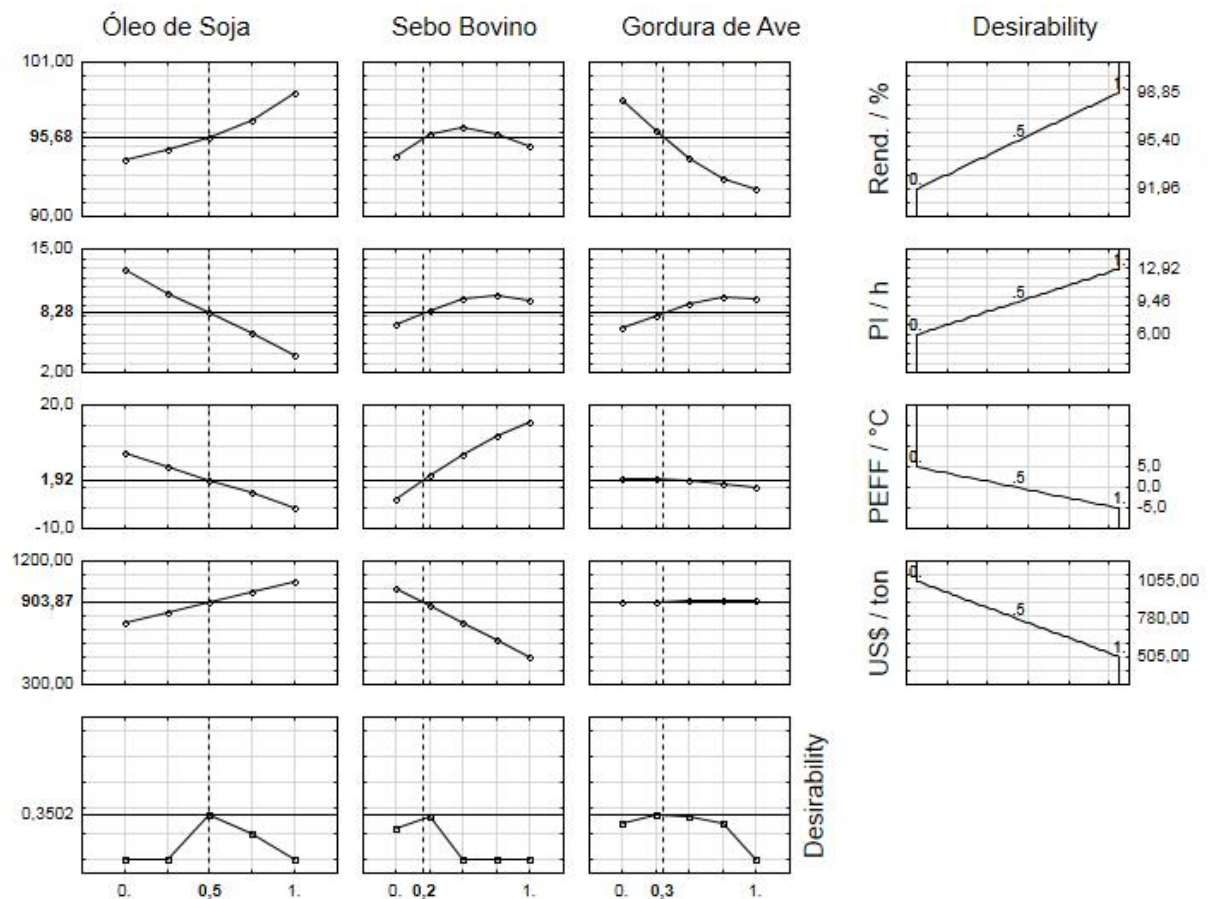 Óleo de Soja Sebo Bovino Gordura de Ave Desirability
101,00
95,68
90,00
Rend. / %
0. .5 1.
98,85
95,40
91,96
15,00
8,28
2,00
PI / h
0. .5 1.
12,92
9,46
6,00
20,0
1,92
-10,0
PEFF / °C
0. .5 1.
5,0
0,0
-5,0
1200,00
903,87
300,00
US$ / ton
0. .5 1.
1055,00
780,00
505,00
0,3502
Desirability
0. 0,5 1. 0. 0,2 1. 0. 0,3 1.